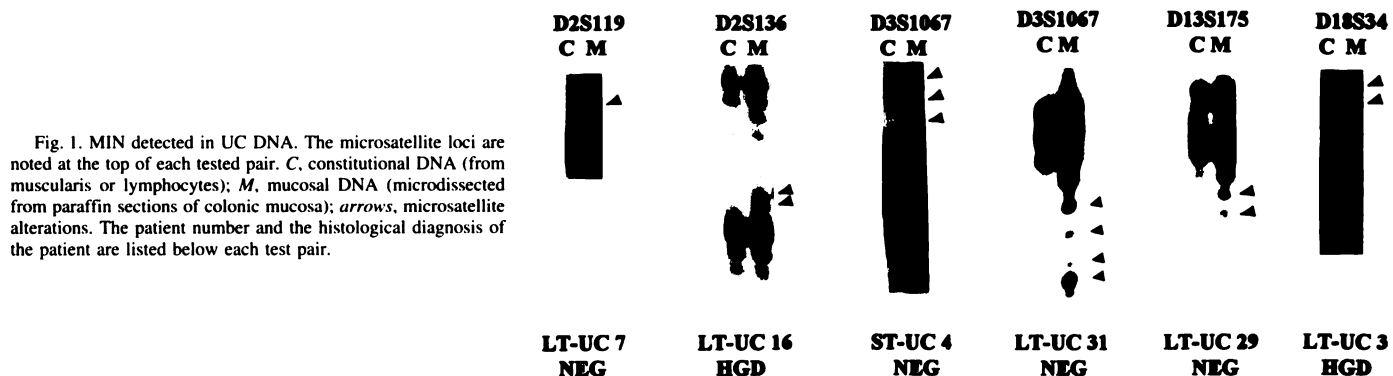 D2S119 D2S136 D3S1067 D3S1067 D13S175 D18S34
C M C M C M C M C M C M
Fig. 1. MIN detected in UC DNA. The microsatellite loci are
noted at the top of each tested pair. C, constitutional DNA (from
muscularis or lymphocytes); M, mucosal DNA (microdissected
from paraffin sections of colonic mucosa); arrows, microsatellite
alterations. The patient number and the histological diagnosis of
the patient are listed below each test pair.
LT-UC 7 LT-UC 16 ST-UC 4 LT-UC 31 LT-UC 29 LT-UC 3
NEG HGD NEG NEG NEG HGD